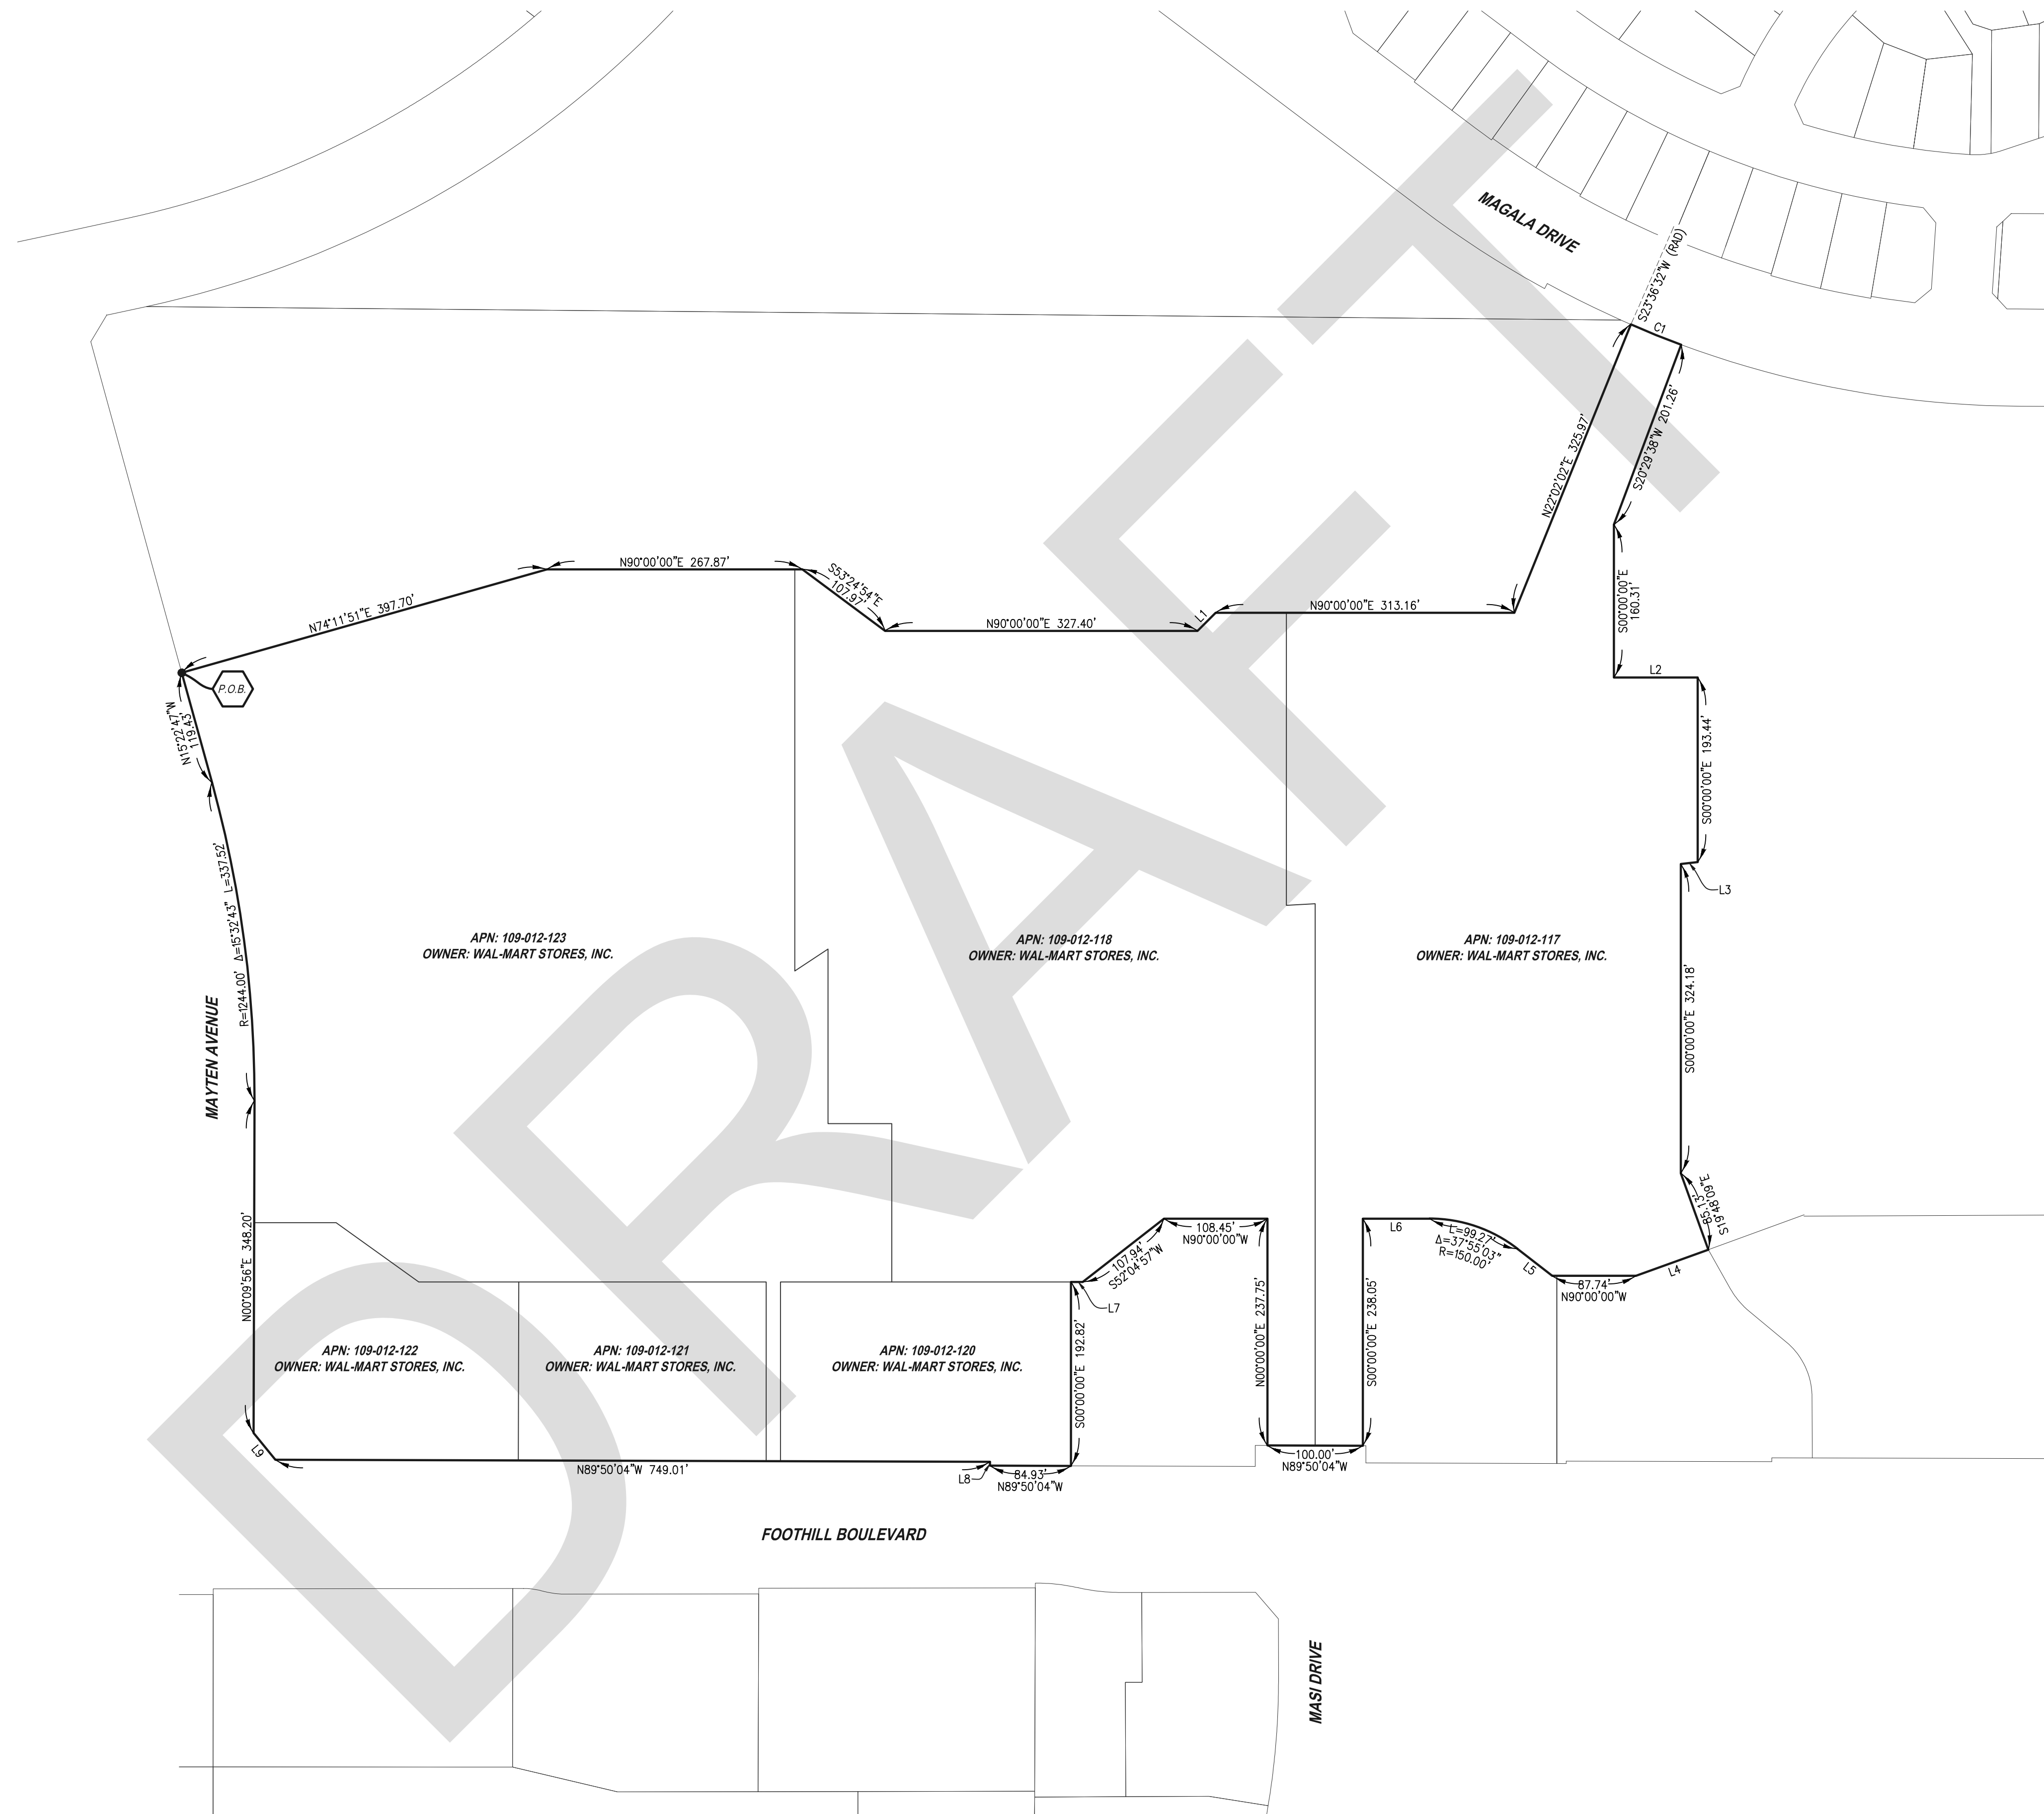 MAGALA DRIVE
S23°36'32"W (RAD)
C1
N22°02'02"E 325.97'
S20°29'38"W 201.26'
N90°00'00"E 267.87'
S53°24'54"E
107.97'
N74°11'51"E 397.70'
N90°00'00"E 327.40'
L1
N90°00'00"E 313.16'
S00°00'00"E
160.31'
L2
P.O.B.
N15°22'47"W
119.43'
S00°00'00"E 193.44'
L3
R=1244.00' Δ=15°32'43" L=337.52'
APN: 109-012-123
OWNER: WAL-MART STORES, INC.
APN: 109-012-118
OWNER: WAL-MART STORES, INC.
APN: 109-012-117
OWNER: WAL-MART STORES, INC.
S00°00'00"E 324.18'
MAYTEN AVENUE
S19°48'09"E
85.13'
N00°09'56"E 348.20'
107.94'
S52°04'57"W
108.45'
N90°00'00"W
L6
L=99.27'
Δ=37°55'03"
R=150.00'
L5
L4
87.74'
N90°00'00"W
L7
S00°00'00"E 192.82'
N00°00'00"E 237.75'
S00°00'00"E 238.05'
APN: 109-012-122
OWNER: WAL-MART STORES, INC.
APN: 109-012-121
OWNER: WAL-MART STORES, INC.
APN: 109-012-120
OWNER: WAL-MART STORES, INC.
L9
N89°50'04"W 749.01'
L8
84.93'
N89°50'04"W
100.00'
N89°50'04"W
FOOTHILL BOULEVARD
MASI DRIVE
DRAFT